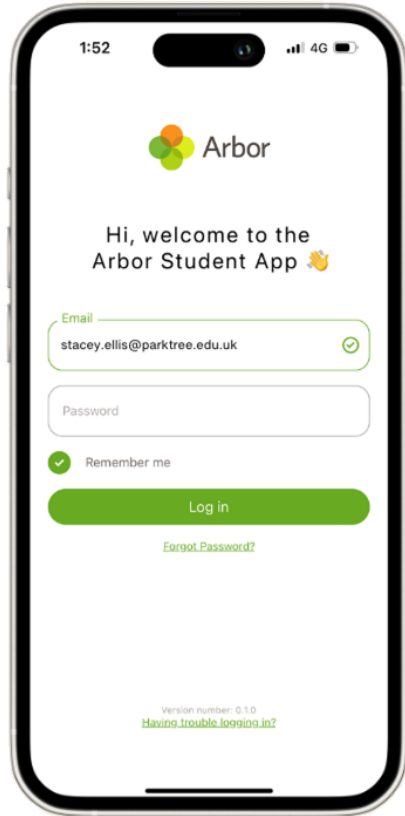 1:52 4G
Arbor
Hi, welcome to the
Arbor Student App 👋
Email
stacey.ellis@parktree.edu.uk
Password
Remember me
Log in
Forgot Password?
Version number: 0.1.0
Having trouble logging in?